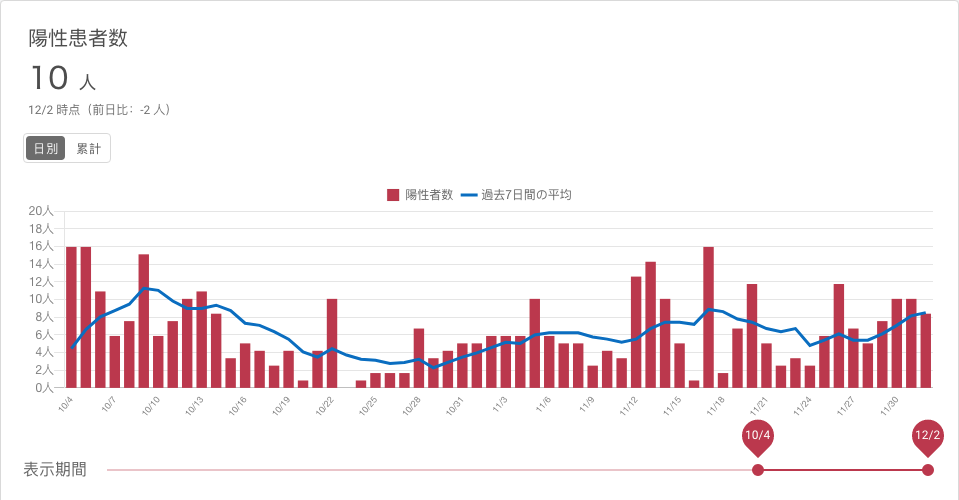 陽性患者数
10 人
12/2 時点（前日比：-2 人）
日別 累計
陽性者数 過去7日間の平均
20人
18人
16人
14人
12人
10人
8人
6人
4人
2人
0人
10/4 10/7 10/10 10/13 10/16 10/19 10/22 10/25 10/28 10/31 11/3 11/6 11/9 11/12 11/15 11/18 11/21 11/24 11/27 11/30
10/4 12/2
表示期間